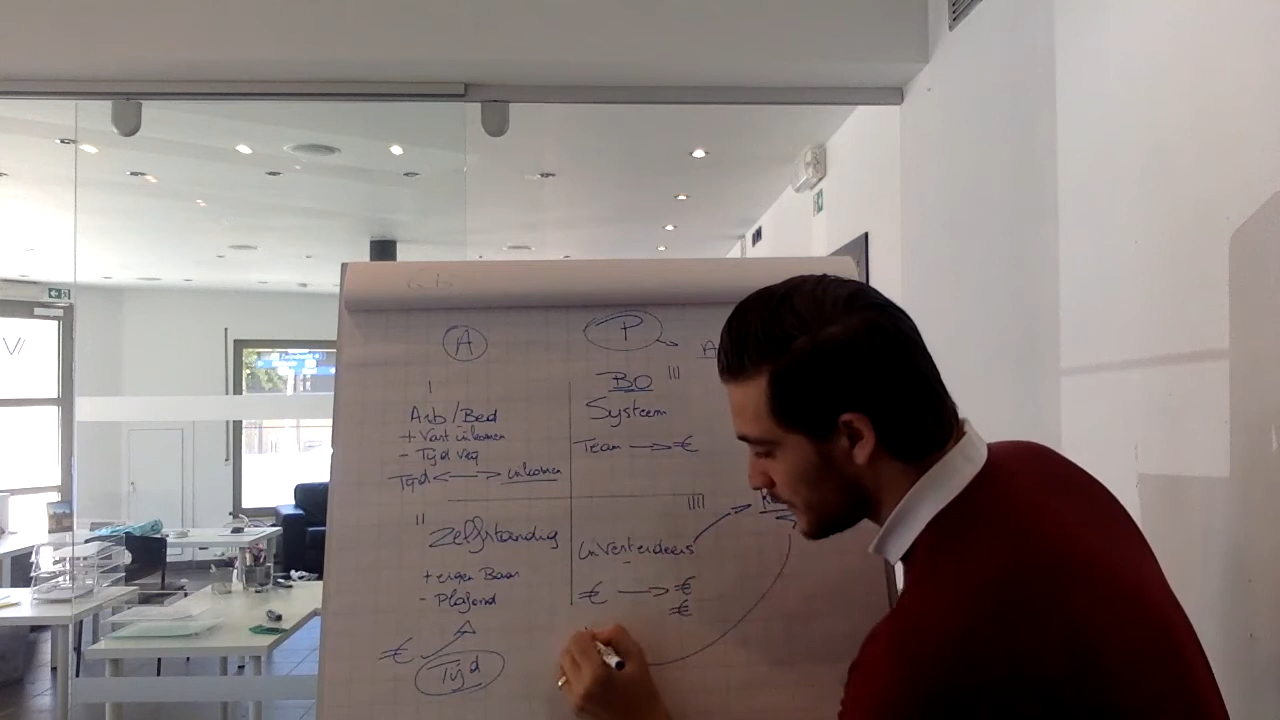 A
I
Arb/Bed
+ Vast inkomen
- Tijd weg
Tijd <--> inkomen
P
A
BO III
Systeem
Team → €
II
Zelfstandig
+ eigen Baas
- Plafond
€
Tijd
IIII
investeerders
€ → €
€